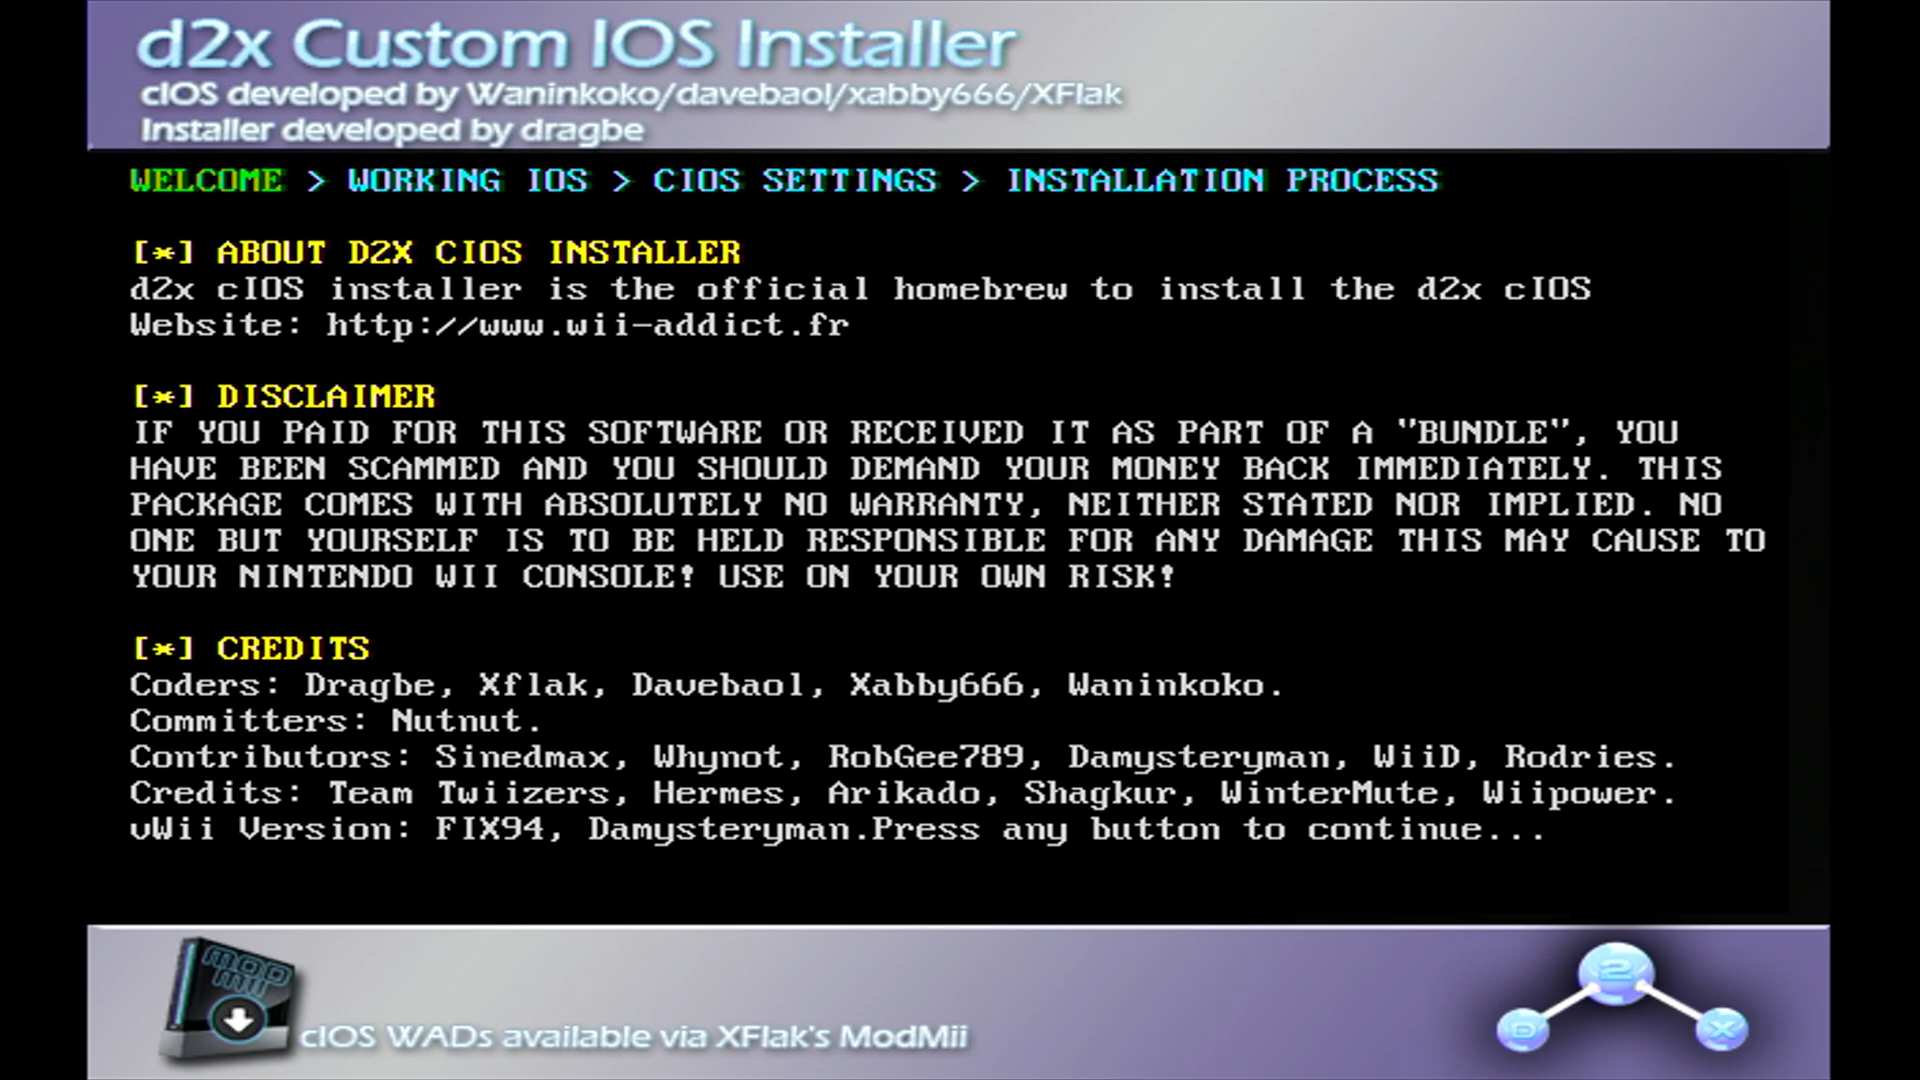 d2x Custom IOS Installer
cIOS developed by Waninkoko/davebaol/xabby666/XFlak
Installer developed by dragbe
WELCOME > WORKING IOS > CIOS SETTINGS > INSTALLATION PROCESS
[*] ABOUT D2X CIOS INSTALLER
d2x cIOS installer is the official homebrew to install the d2x cIOS
Website: http://www.wii-addict.fr
[*] DISCLAIMER
IF YOU PAID FOR THIS SOFTWARE OR RECEIVED IT AS PART OF A "BUNDLE", YOU
HAVE BEEN SCAMMED AND YOU SHOULD DEMAND YOUR MONEY BACK IMMEDIATELY. THIS
PACKAGE COMES WITH ABSOLUTELY NO WARRANTY, NEITHER STATED NOR IMPLIED. NO
ONE BUT YOURSELF IS TO BE HELD RESPONSIBLE FOR ANY DAMAGE THIS MAY CAUSE TO
YOUR NINTENDO WII CONSOLE! USE ON YOUR OWN RISK!
[*] CREDITS
Coders: Dragbe, Xflak, Davebaol, Xabby666, Waninkoko.
Committers: Nutnut.
Contributors: Sinedmax, Whynot, RobGee789, Damysteryman, WiiD, Rodries.
Credits: Team Twiizers, Hermes, Arikado, Shagkur, WinterMute, Wiipower.
vWii Version: FIX94, Damysteryman.Press any button to continue...
MOD
MII
cIOS WADs available via XFlak's ModMii
D 2 X